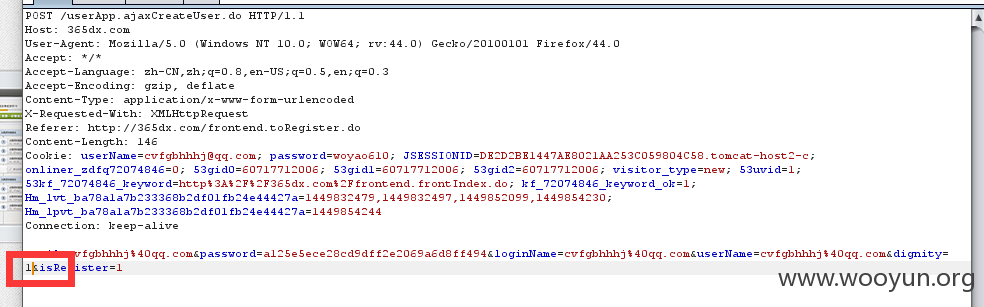 POST /userApp.ajaxCreateUser.do HTTP/1.1
Host: 365dx.com
User-Agent: Mozilla/5.0 (Windows NT 10.0; WOW64; rv:44.0) Gecko/20100101 Firefox/44.0
Accept: */*
Accept-Language: zh-CN,zh;q=0.8,en-US;q=0.5,en;q=0.3
Accept-Encoding: gzip, deflate
Content-Type: application/x-www-form-urlencoded
X-Requested-With: XMLHttpRequest
Referer: http://365dx.com/frontend.toRegister.do
Content-Length: 146
Cookie: userName=cvfgbhhhj@qq.com; password=woyao610; JSESSIONID=DE2D2BE1447AE8021AA253C059804C58.tomcat-host2-c;
onliner_zdfq72074846=0; 53gid0=60717712006; 53gid1=60717712006; 53gid2=60717712006; visitor_type=new; 53uvid=1;
53kf_72074846_keyword=http%3A%2F%2F365dx.com%2Ffrontend.frontIndex.do; kf_72074846_keyword_ok=1;
Hm_lvt_ba78a1a7b233368b2df01fb24e44427a=1449832479,1449832497,1449852099,1449854230;
Hm_lpvt_ba78a1a7b233368b2df01fb24e44427a=1449854244
Connection: keep-alive
cvfgbhhhj%40qq.com&password=a125e5ece28cd9dff2e2069a6d8ff494&loginName=cvfgbhhhj%40qq.com&userName=cvfgbhhhj%40qq.com&dignity=
1&isRegister=1
www.wooyun.org